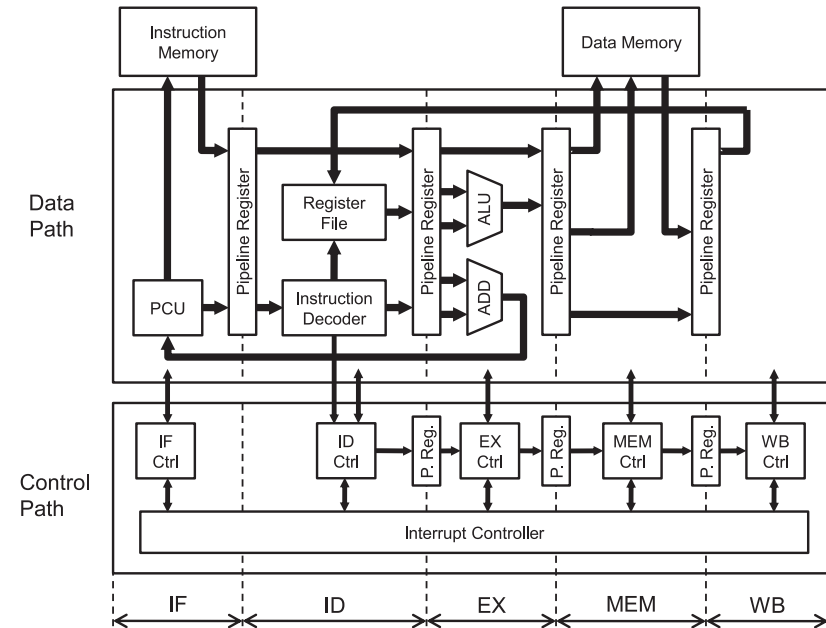 Instruction
Memory
Data Memory
Data
Path
Pipeline Register
Register
File
Pipeline Register
ALU
Pipeline Register
Pipeline Register
PCU
Instruction
Decoder
ADD
Control
Path
IF
Ctrl
ID
Ctrl
P. Reg.
EX
Ctrl
P. Reg.
MEM
Ctrl
P. Reg.
WB
Ctrl
Interrupt Controller
IF
ID
EX
MEM
WB